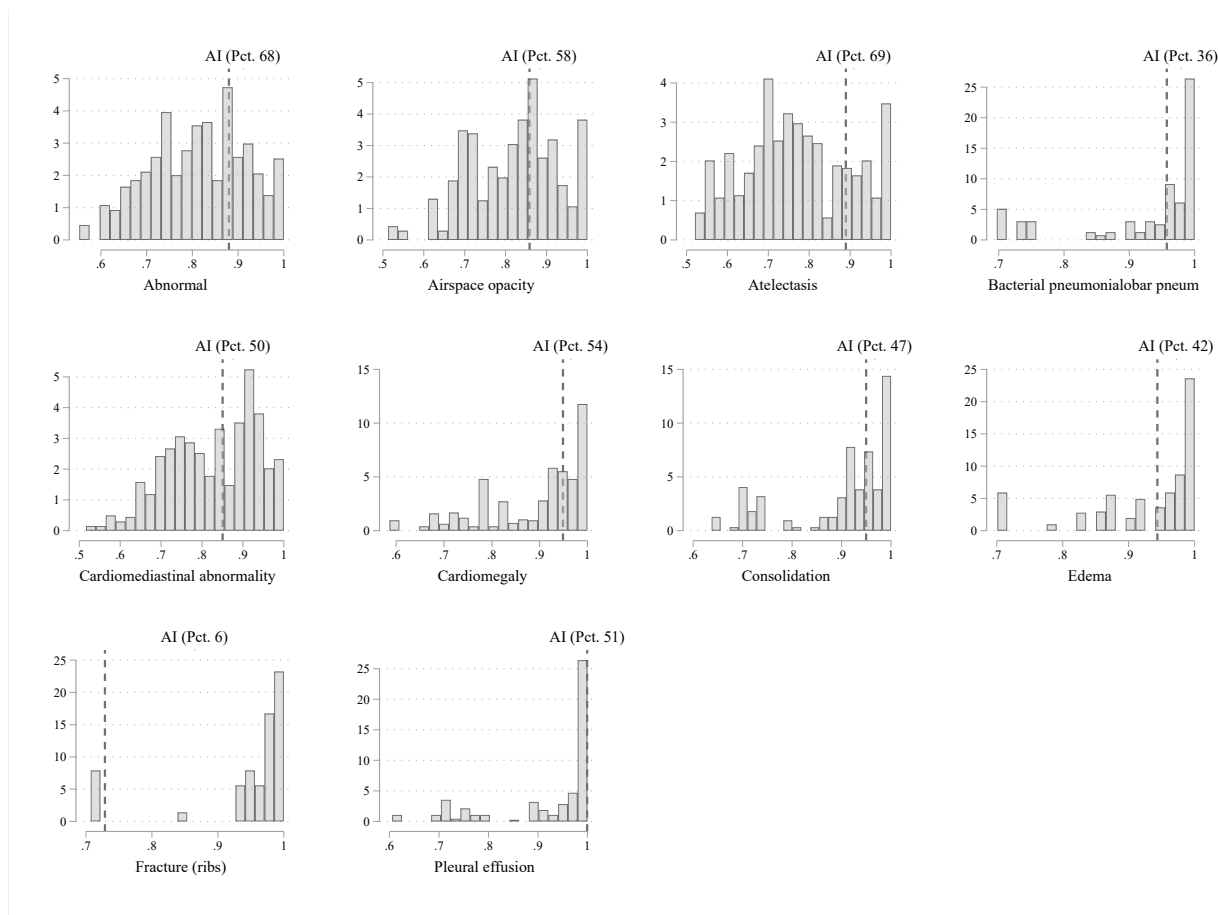 AI (Pct. 68)
5
4
3
2
1
0
.6 .7 .8 .9 1
Abnormal
AI (Pct. 58)
5
4
3
2
1
0
.5 .6 .7 .8 .9 1
Airspace opacity
AI (Pct. 69)
4
3
2
1
0
.5 .6 .7 .8 .9 1
Atelectasis
AI (Pct. 36)
25
20
15
10
5
0
.7 .8 .9 1
Bacterial pneumonialobar pneum
AI (Pct. 50)
5
4
3
2
1
0
.5 .6 .7 .8 .9 1
Cardiomediastinal abnormality
AI (Pct. 54)
15
10
5
0
.6 .7 .8 .9 1
Cardiomegaly
AI (Pct. 47)
15
10
5
0
.6 .7 .8 .9 1
Consolidation
AI (Pct. 42)
25
20
15
10
5
0
.7 .8 .9 1
Edema
AI (Pct. 6)
25
20
15
10
5
0
.7 .8 .9 1
Fracture (ribs)
AI (Pct. 51)
25
20
15
10
5
0
.6 .7 .8 .9 1
Pleural effusion